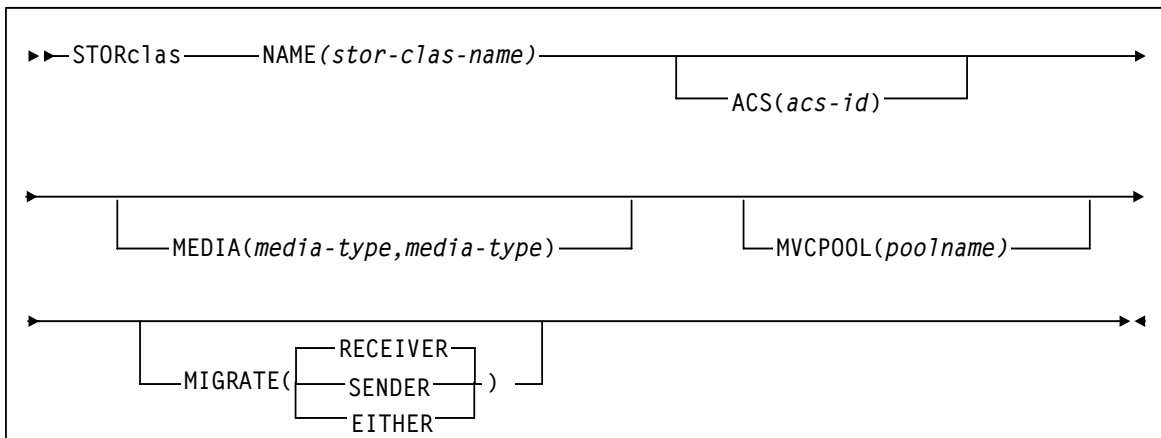 STORclas NAME(stor-clas-name)
ACS(acs-id)
MEDIA(media-type,media-type) MVCPOOL(poolname)
RECEIVER
MIGRATE( SENDER )
EITHER